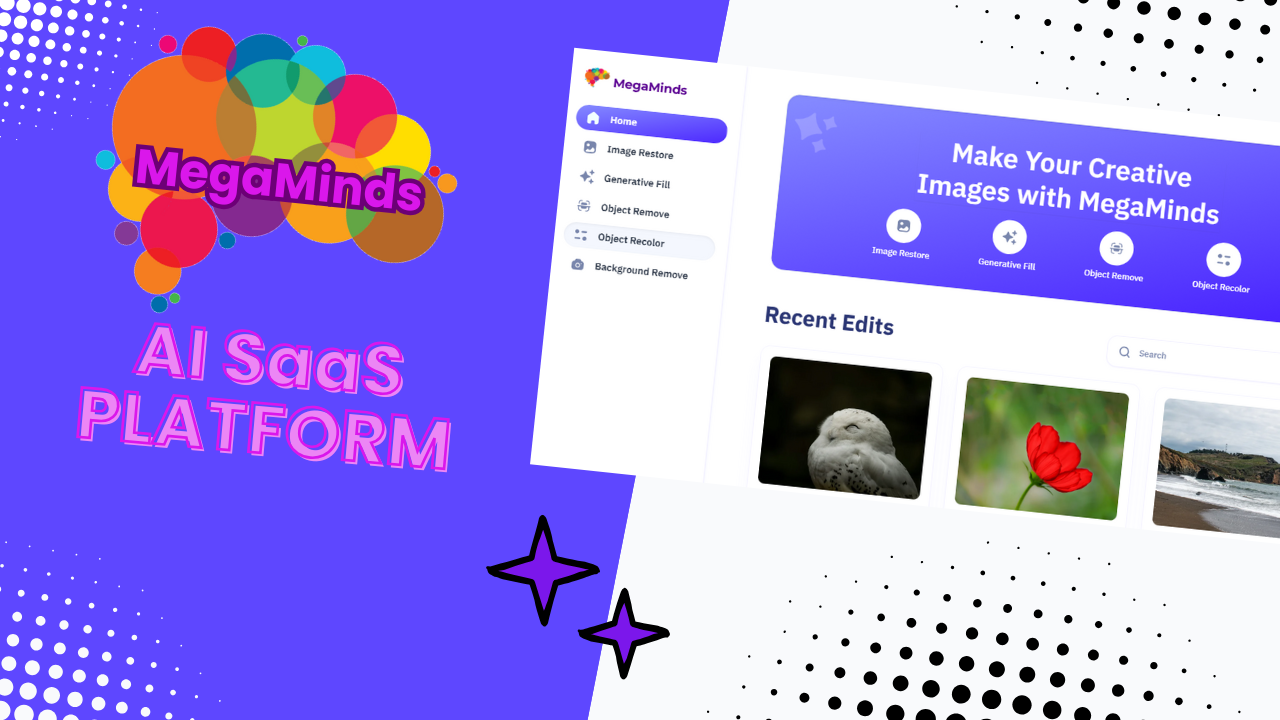 MegaMinds
AI SaaS
PLATFORM
MegaMinds
Home
Image Restore
Generative Fill
Object Remove
Object Recolor
Background Remove
Make Your Creative
Images with MegaMinds
Image Restore
Generative Fill
Object Remove
Object Recolor
Recent Edits
Search